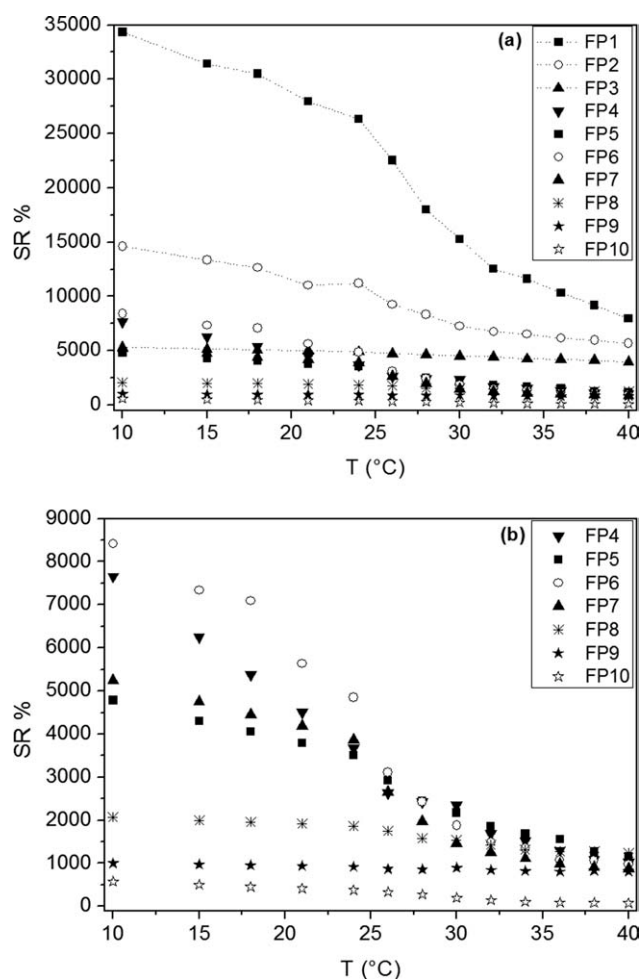 35000
30000
25000
20000
15000
10000
5000
0
SR %
(a)
FP1
FP2
FP3
FP4
FP5
FP6
FP7
FP8
FP9
FP10
10 15 20 25 30 35 40
T (°C)
9000
8000
7000
6000
5000
4000
3000
2000
1000
0
SR %
(b)
FP4
FP5
FP6
FP7
FP8
FP9
FP10
10 15 20 25 30 35 40
T (°C)